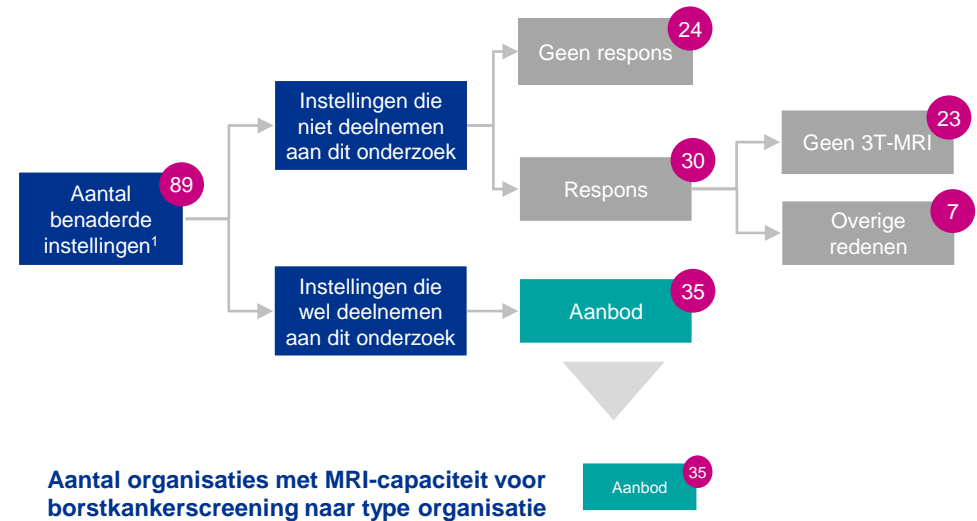 24
Geen respons
Instellingen die
niet deelnemen
aan dit onderzoek
23
Geen 3T-MRI
30
Respons
89
Aantal
benaderde
instellingen¹
7
Overige
redenen
Instellingen die
wel deelnemen
aan dit onderzoek
35
Aanbod
Aantal organisaties met MRI-capaciteit voor
borstkankerscreening naar type organisatie
35
Aanbod